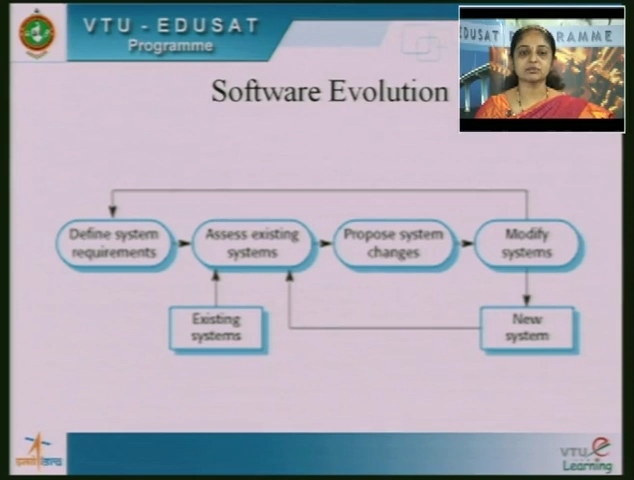 VTU - EDUSAT
Programme
EDUSAT PROGRAMME
Software Evolution
Define system
requirements
Assess existing
systems
Propose system
changes
Modify
systems
Existing
systems
New
system
VTU
Learning